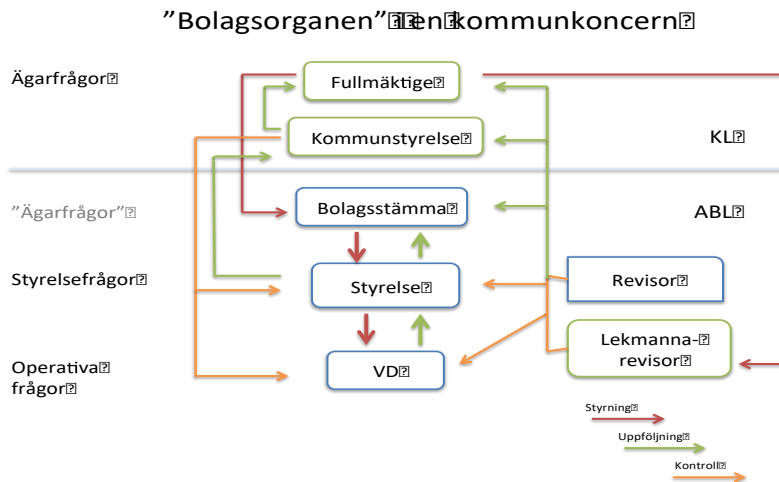 ”Bolagsorganen” i en kommunkoncern
Ägarfrågor
Fullmäktige
Kommunstyrelse
KL
”Ägarfrågor”
Bolagsstämma
ABL
Styrelsefrågor
Styrelse
Revisor
Lekmanna-
revisor
Operativa
frågor
VD
Styrning
Uppföljning
Kontroll